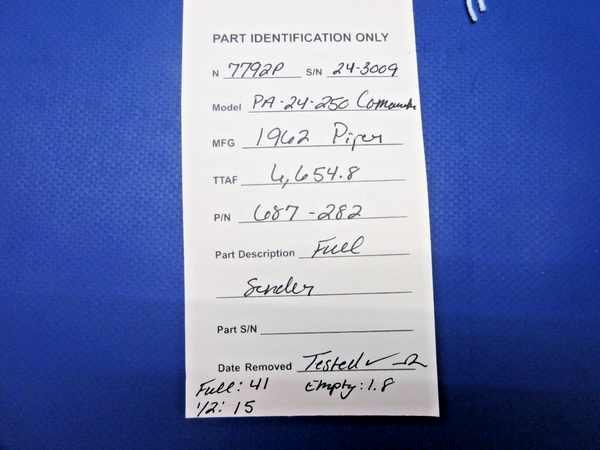 PART IDENTIFICATION ONLY
N 7792P S/N 24-3009
Model PA-24-250 Comanche
MFG 1962 Piper
TTAF 6,654.8
P/N 687-282
Part Description Fuel
Sender
Part S/N
Date Removed Tested ✓ Ω
Full: 41 Empty: 1.8
1/2: 15